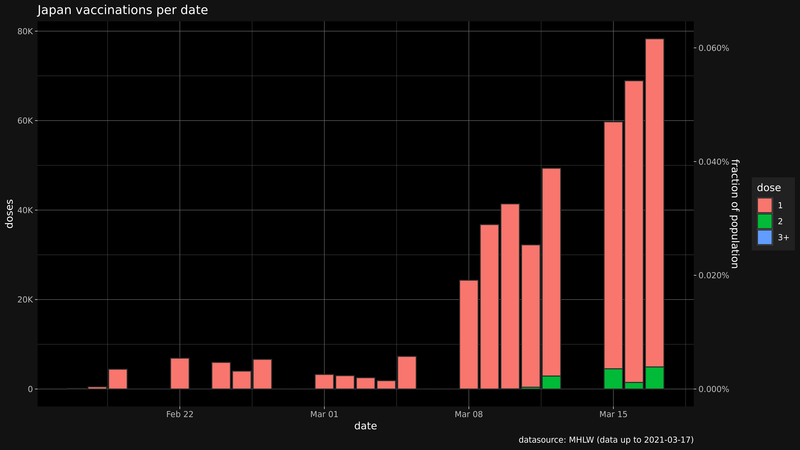 Japan vaccinations per date
80K
60K
40K
20K
0
doses
0.060%
0.040%
0.020%
0.000%
fraction of population
dose
1
2
3+
Feb 22
Mar 01
Mar 08
Mar 15
date
datasource: MHLW (data up to 2021-03-17)